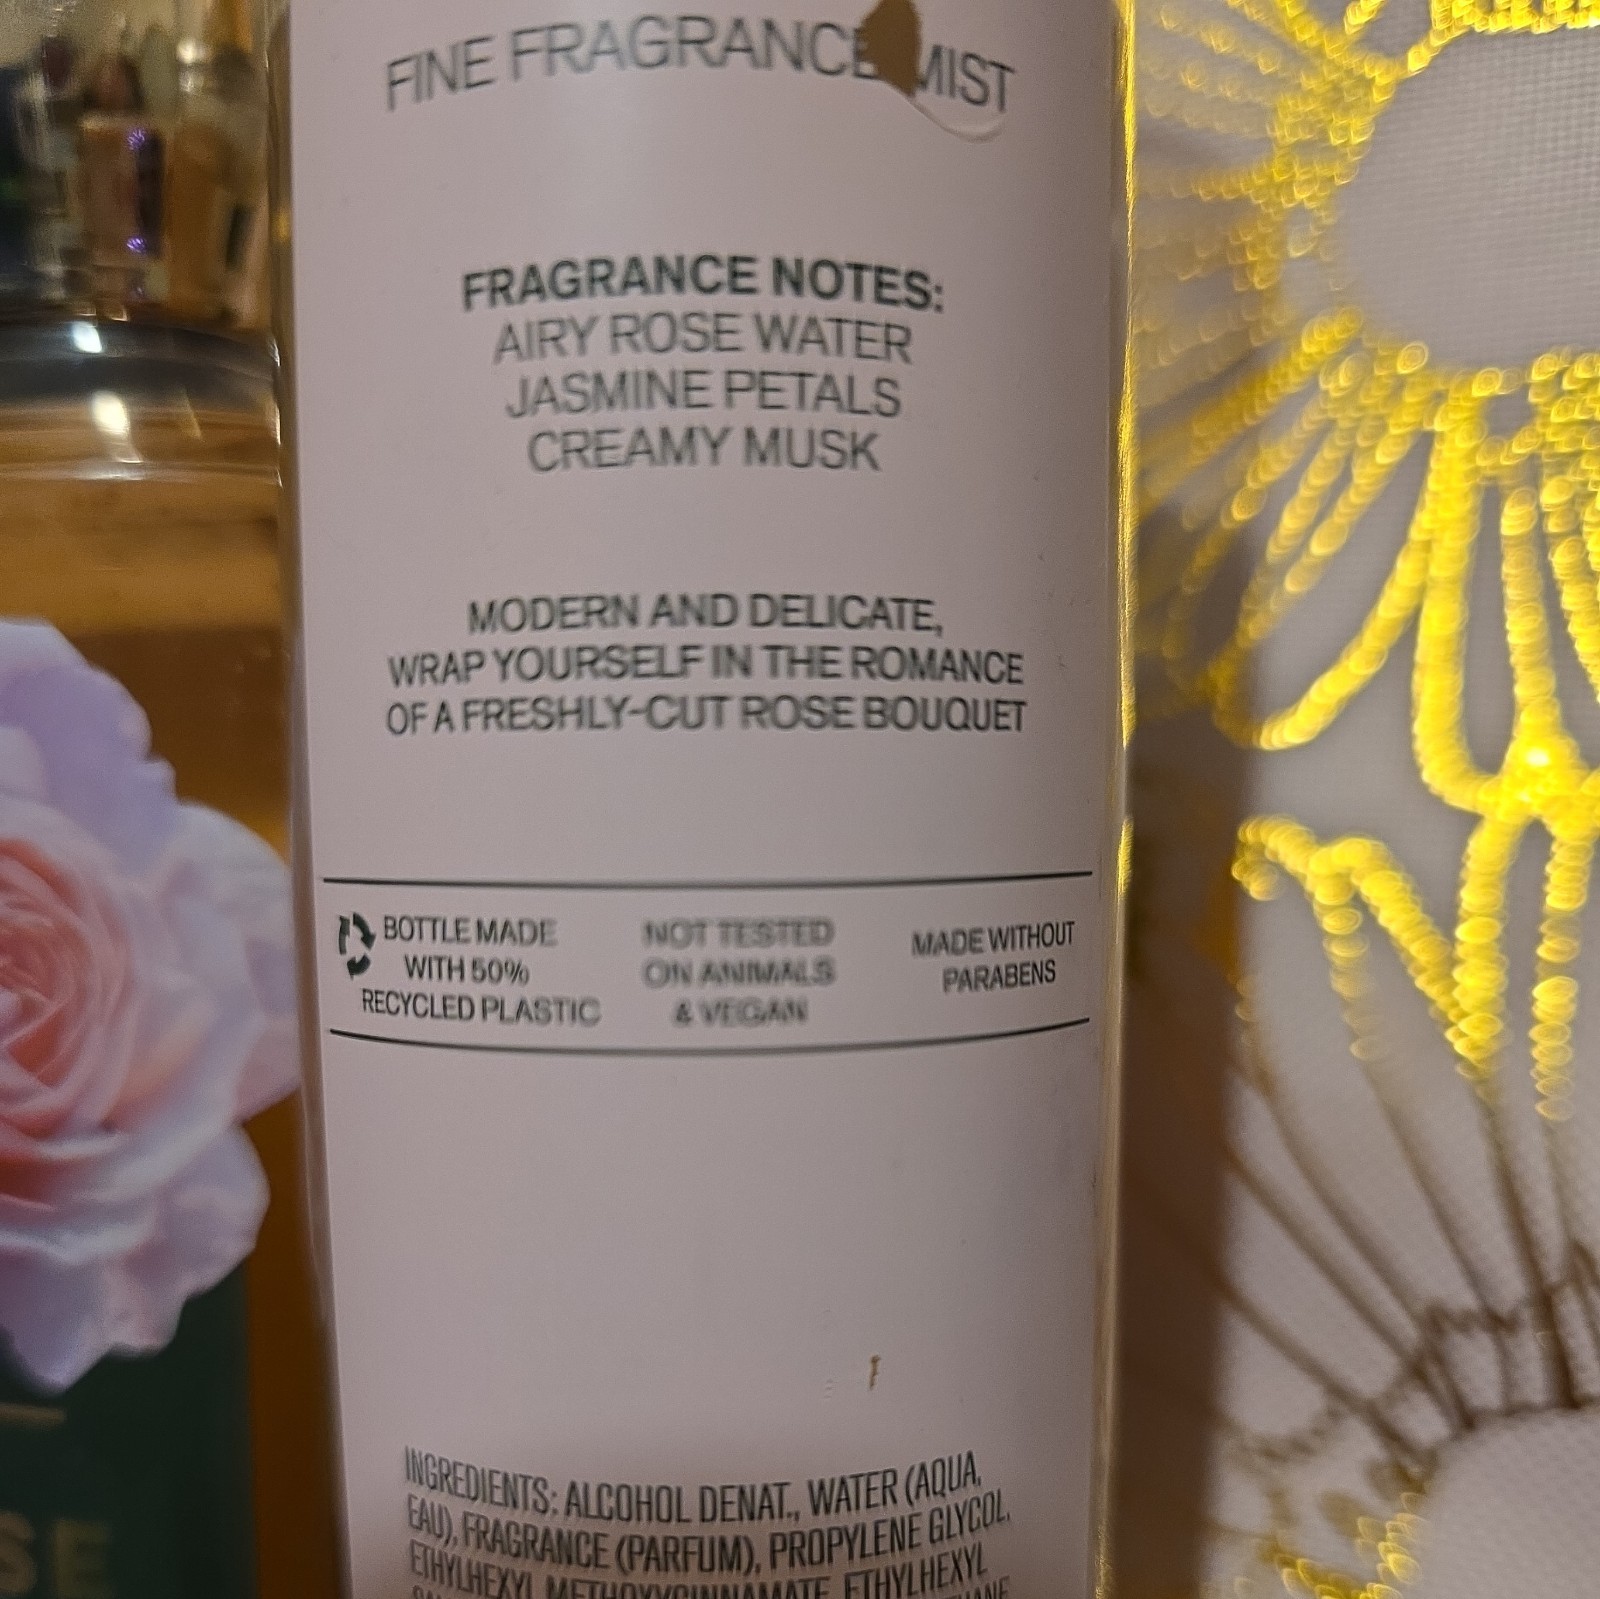 FINE FRAGRANCE MIST
FRAGRANCE NOTES:
AIRY ROSE WATER
JASMINE PETALS
CREAMY MUSK
MODERN AND DELICATE,
WRAP YOURSELF IN THE ROMANCE
OF A FRESHLY-CUT ROSE BOUQUET
BOTTLE MADE
WITH 50%
RECYCLED PLASTIC
NOT TESTED
ON ANIMALS
& VEGAN
MADE WITHOUT
PARABENS
INGREDIENTS: ALCOHOL DENAT., WATER (AQUA,
EAU), FRAGRANCE (PARFUM), PROPYLENE GLYCOL,
ETHYLHEXYL METHOXYCINNAMATE, ETHYLHEXYL
SE